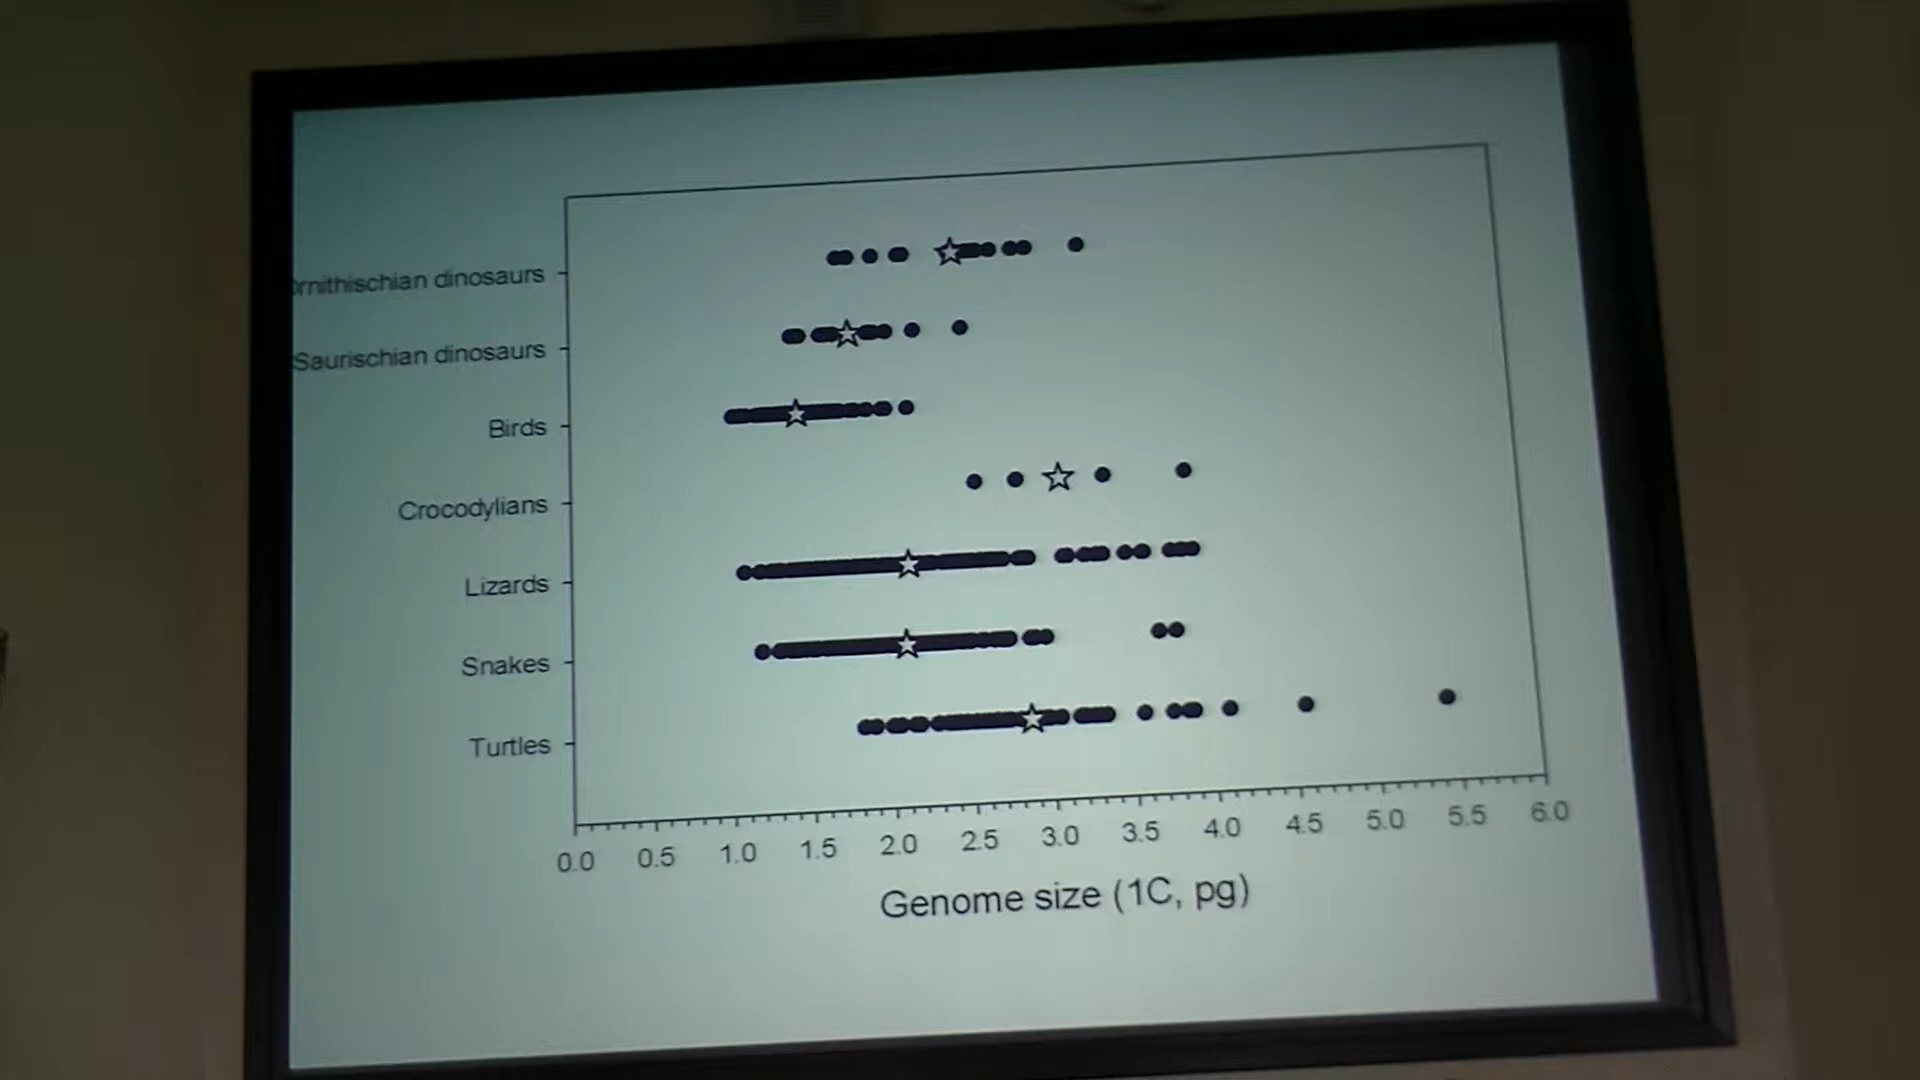 Ornithischian dinosaurs
Saurischian dinosaurs
Birds
Crocodylians
Lizards
Snakes
Turtles
0.0 0.5 1.0 1.5 2.0 2.5 3.0 3.5 4.0 4.5 5.0 5.5 6.0
Genome size (1C, pg)